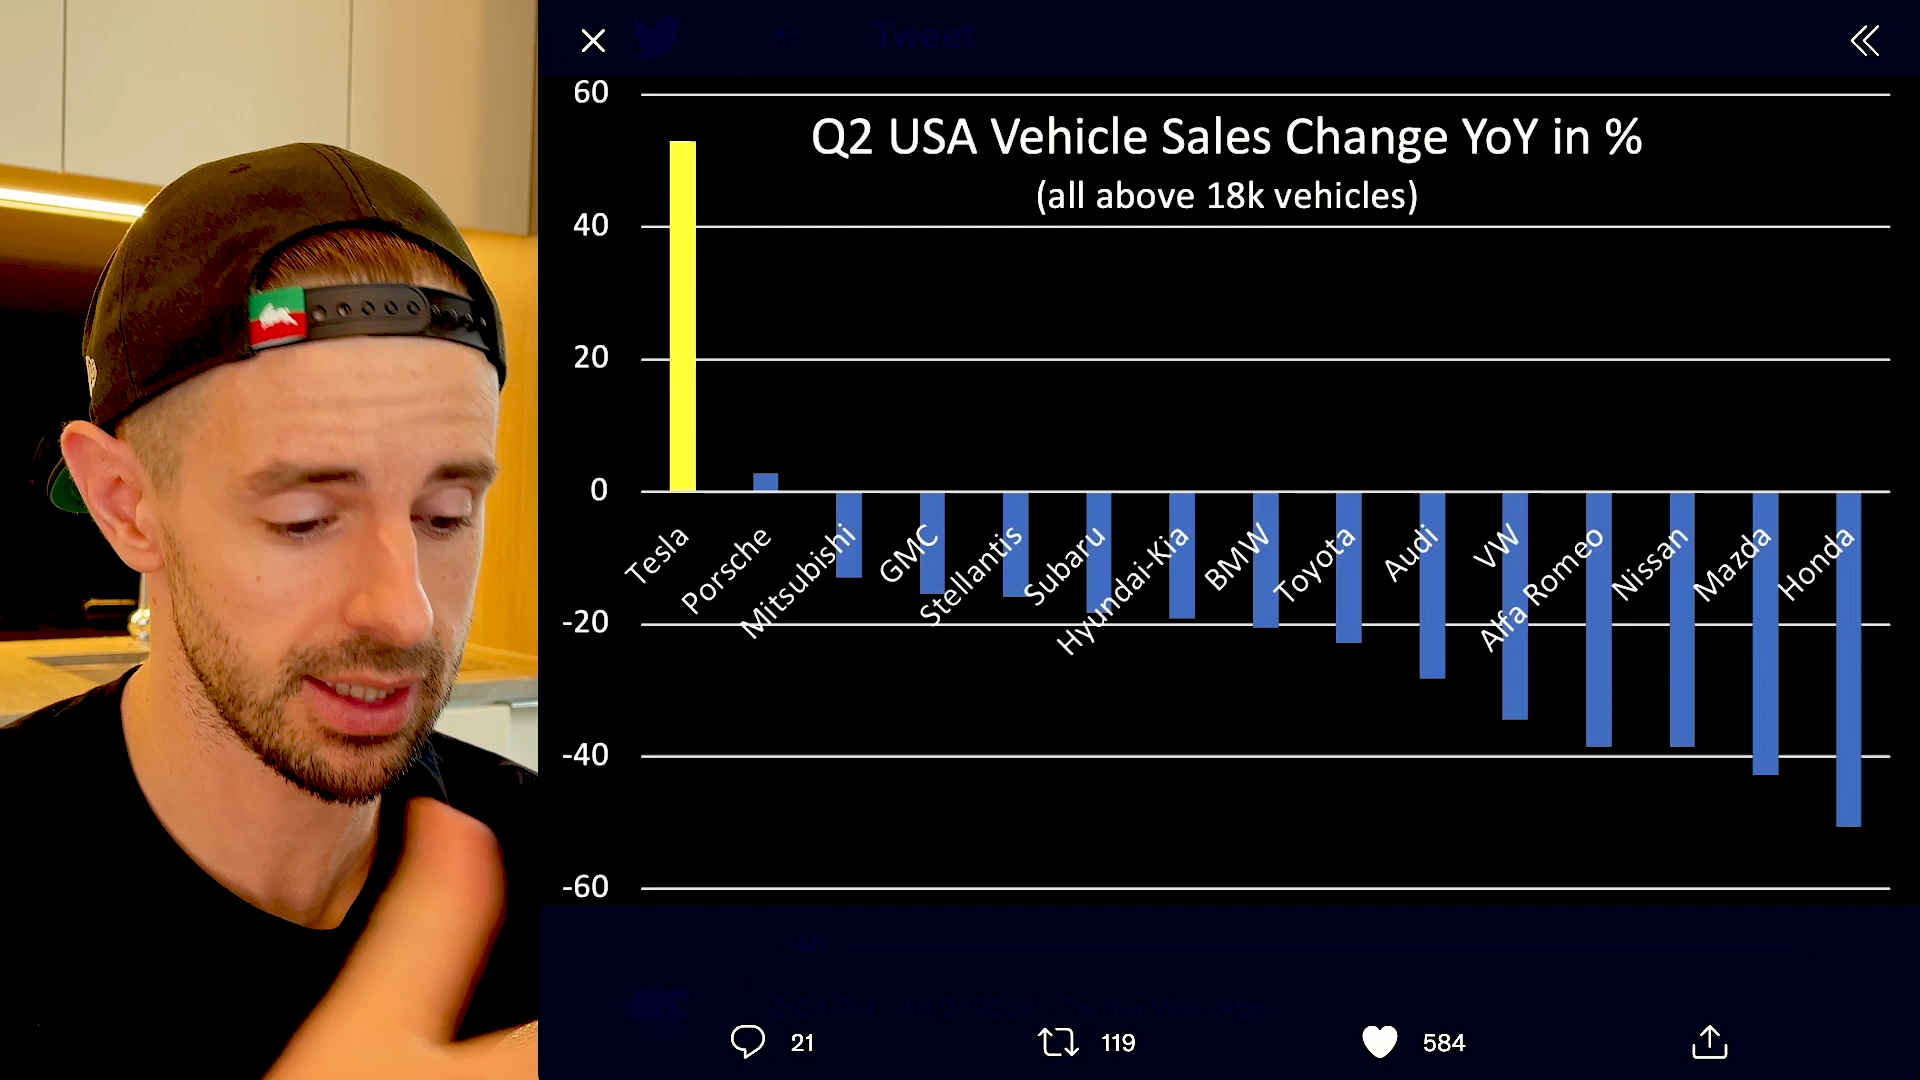 Tweet
60
Q2 USA Vehicle Sales Change YoY in %
(all above 18k vehicles)
40
20
0
Tesla
Porsche
Mitsubishi
GMC
Stellantis
Subaru
Hyundai-Kia
BMW
Toyota
Audi
VW
Alfa Romeo
Nissan
Mazda
Honda
-20
-40
-60
21
119
584